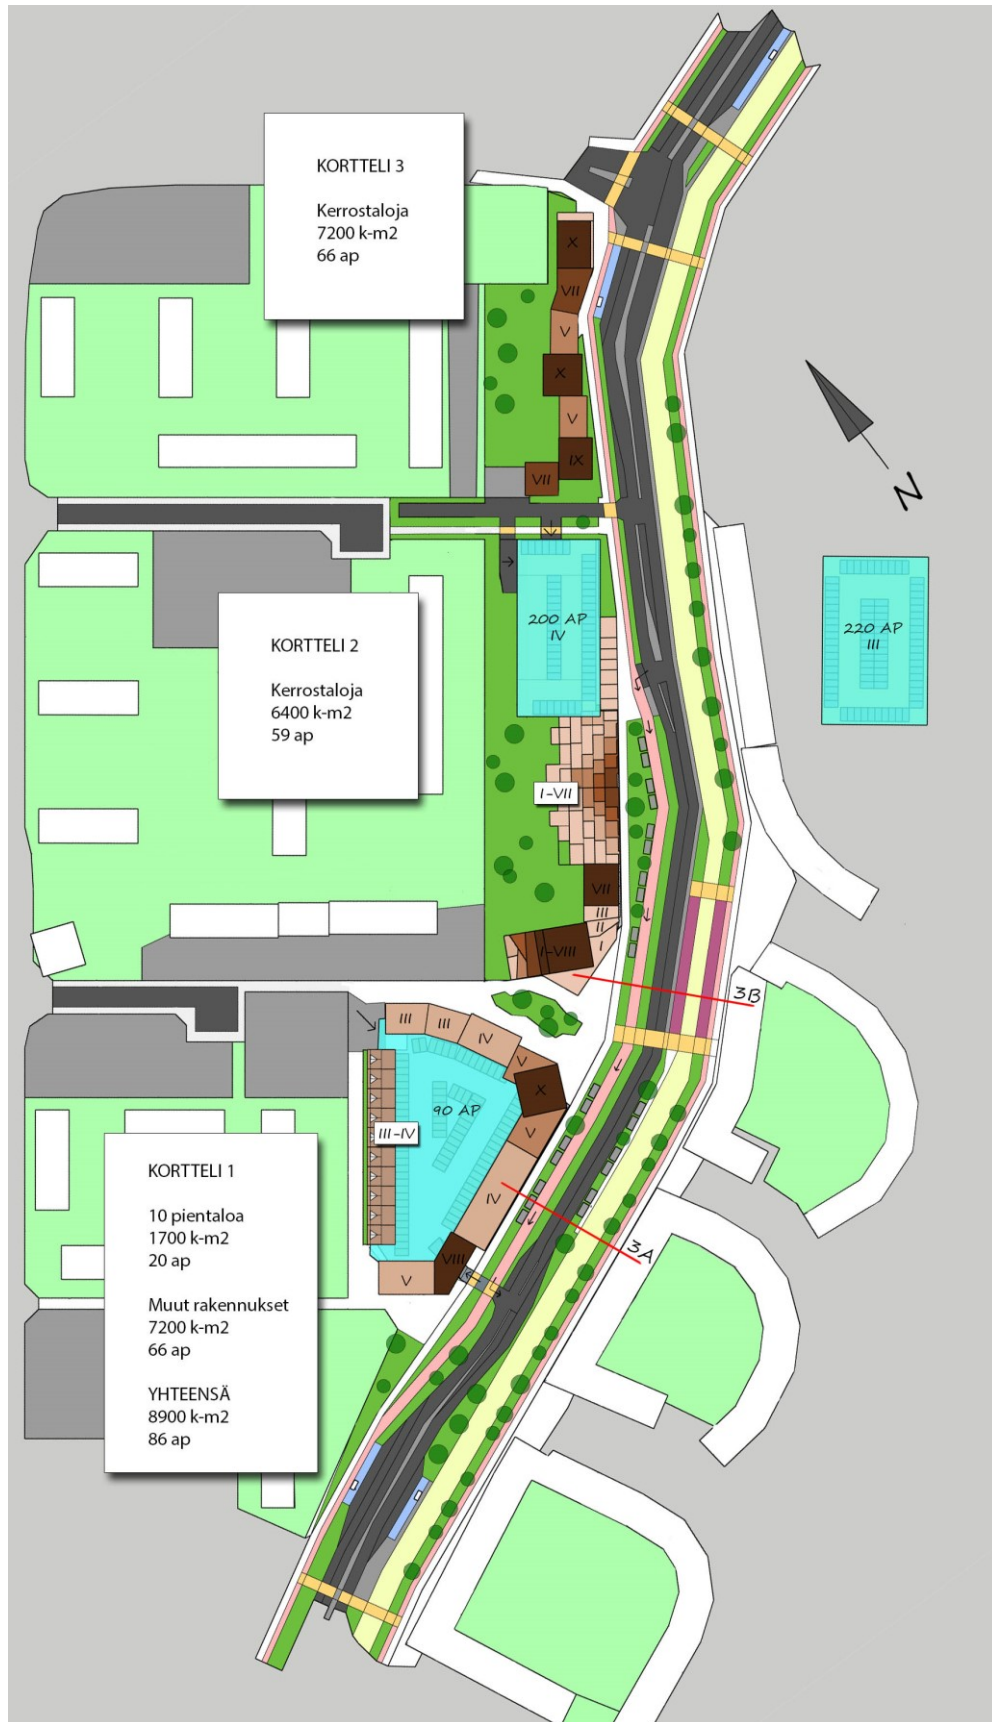 KORTTELI 3
Kerrostaloja
7200 k-m2
66 ap
X
VII
V
X
V
IX
VII
N
200 AP
IV
220 AP
III
KORTTELI 2
Kerrostaloja
6400 k-m2
59 ap
I-VII
VII
III
II
I
I-VIII
3B
III
III
IV
V
X
90 AP
V
III-IV
IV
3A
VIII
V
KORTTELI 1
10 pientaloa
1700 k-m2
20 ap
Muut rakennukset
7200 k-m2
66 ap
YHTEENSÄ
8900 k-m2
86 ap